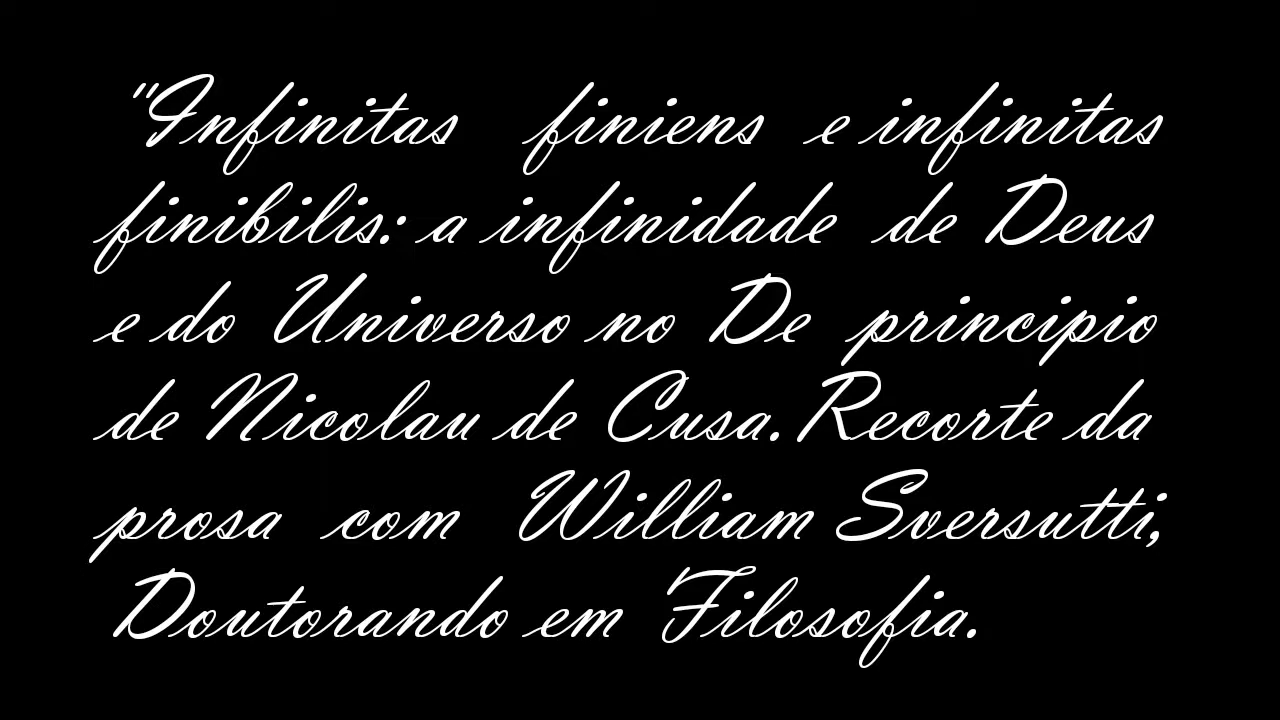 "Infinitas finiens e infinitas
finibilis: a infinidade de Deus
e do Universo no De principio
de Nicolau de Cusa. Recorte da
prosa com William Sversutti,
Doutorando em Filosofia.